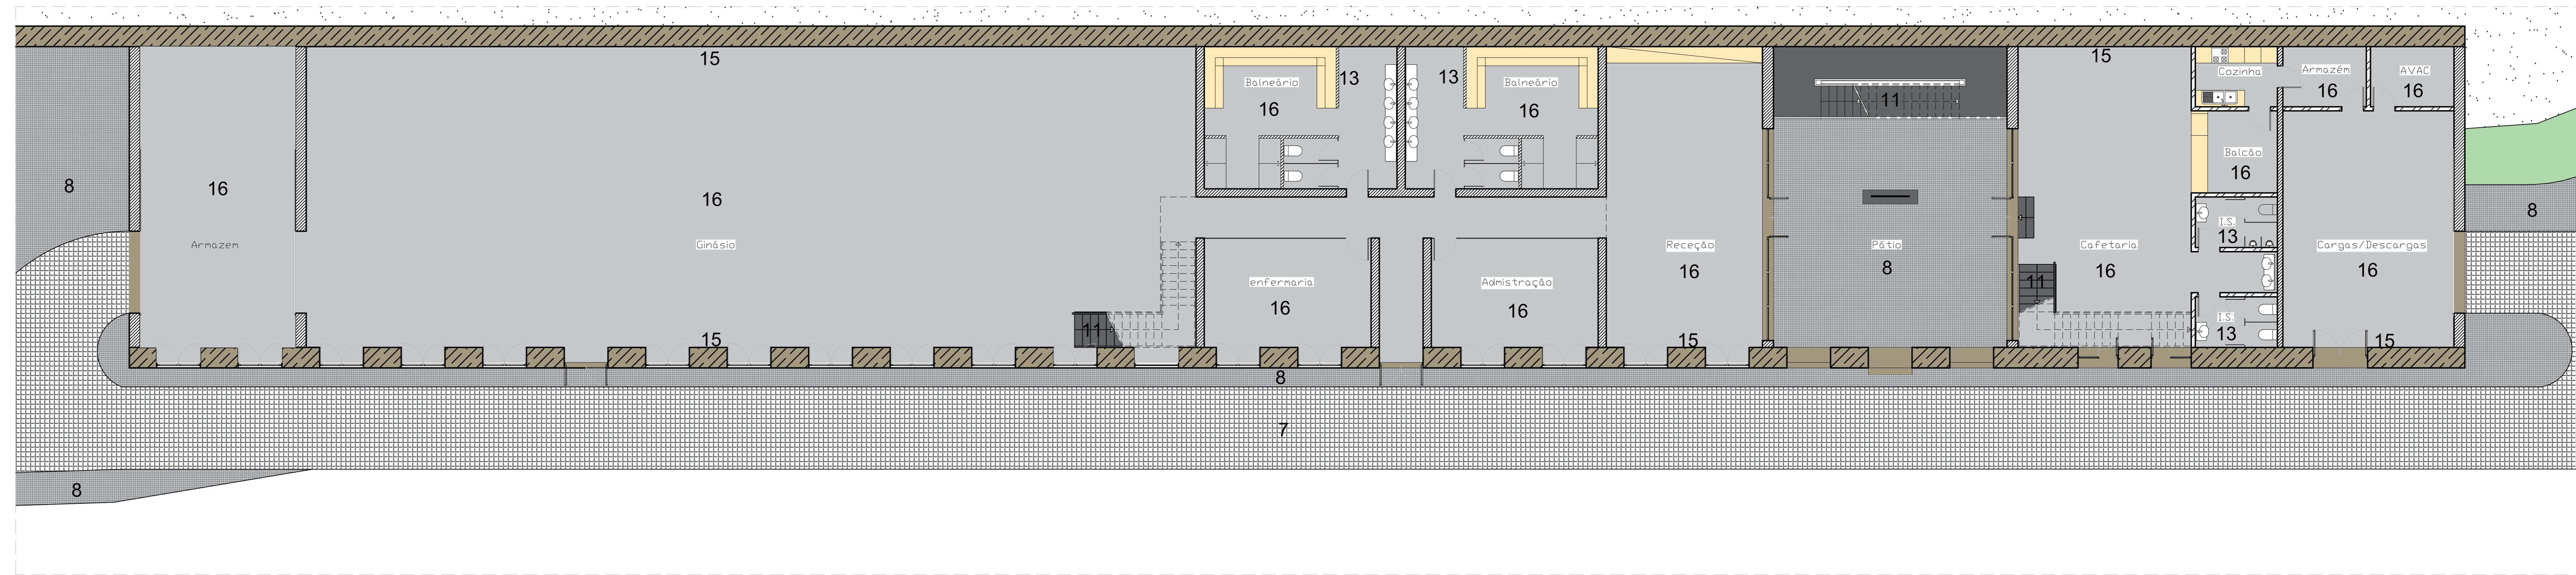 15
15
Balneário
13
13
Balneário
11
Cozinha
Armazém
AVAC
16
16
16
16
Balcão
8
16
16
16
I.S.
8
13
Armazem
Ginásio
Receção
Pátio
Cafetaria
Cargas/Descargas
16
8
16
16
enfermaria
Admistração
11
16
16
I.S.
11
13
15
15
15
8
7
8